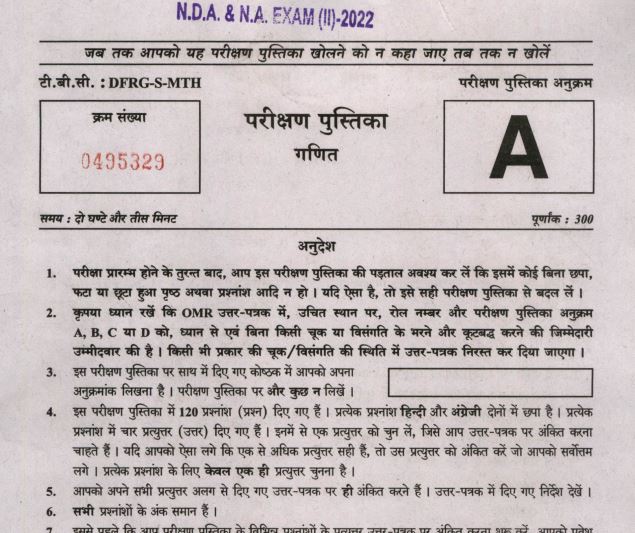 N.D.A. & N.A. EXAM (II)-2022
जब तक आपको यह परीक्षण पुस्तिका खोलने को न कहा जाए तब तक न खोलें
टी.बी.सी. : DFRG-S-MTH
परीक्षण पुस्तिका अनुक्रम
क्रम संख्या
0495329
परीक्षण पुस्तिका
गणित
A
समय : दो घण्टे और तीस मिनट
पूर्णांक : 300
अनुदेश
1. परीक्षा प्रारम्भ होने के तुरन्त बाद, आप इस परीक्षण पुस्तिका की पड़ताल अवश्य कर लें कि इसमें कोई बिना छपा,
फटा या छूटा हुआ पृष्ठ अथवा प्रश्नांश आदि न हो । यदि ऐसा है, तो इसे सही परीक्षण पुस्तिका से बदल लें ।
2. कृपया ध्यान रखें कि OMR उत्तर-पत्रक में, उचित स्थान पर, रोल नम्बर और परीक्षण पुस्तिका अनुक्रम
A, B, C या D को, ध्यान से एवं बिना किसी चूक या विसंगति के भरने और कूटबद्ध करने की जिम्मेदारी
उम्मीदवार की है । किसी भी प्रकार की चूक/विसंगति की स्थिति में उत्तर-पत्रक निरस्त कर दिया जाएगा ।
3. इस परीक्षण पुस्तिका पर साथ में दिए गए कोष्ठक में आपको अपना
अनुक्रमांक लिखना है । परीक्षण पुस्तिका पर और कुछ न लिखें ।
4. इस परीक्षण पुस्तिका में 120 प्रश्नांश (प्रश्न) दिए गए हैं । प्रत्येक प्रश्नांश हिन्दी और अंग्रेजी दोनों में छपा है । प्रत्येक
प्रश्नांश में चार प्रत्युत्तर (उत्तर) दिए गए हैं । इनमें से एक प्रत्युत्तर को चुन लें, जिसे आप उत्तर-पत्रक पर अंकित करना
चाहते हैं । यदि आपको ऐसा लगे कि एक से अधिक प्रत्युत्तर सही हैं, तो उस प्रत्युत्तर को अंकित करें जो आपको सर्वोत्तम
लगे । प्रत्येक प्रश्नांश के लिए केवल एक ही प्रत्युत्तर चुनना है ।
5. आपको अपने सभी प्रत्युत्तर अलग से दिए गए उत्तर-पत्रक पर ही अंकित करने हैं । उत्तर-पत्रक में दिए गए निर्देश देखें ।
6. सभी प्रश्नांशों के अंक समान हैं ।
7. इससे पहले कि आप परीक्षण पुस्तिका के विभिन्न प्रश्नांशों के प्रत्युत्तर उत्तर-पत्रक पर अंकित करना शुरू करें, आपको प्रवेश